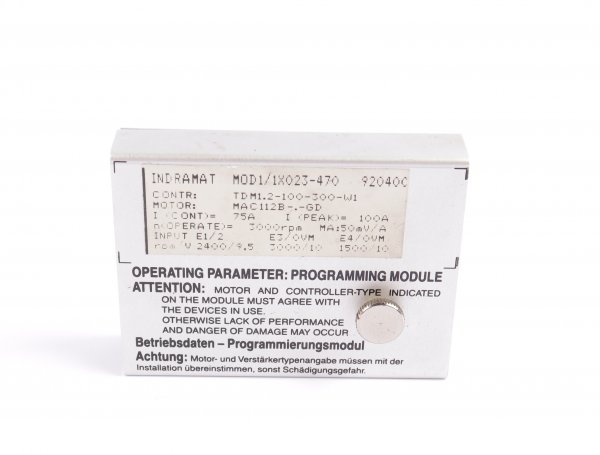 INDRAMAT MOD1/1X023-470 92040C
CONTR: TDM1.2-100-300-W1
MOTOR: MAC112B-.-GD
I (CONT)= 75A I (PEAK)= 100A
n(OPERATE)= 3000rpm MA:50mV/A
INPUT E1/2 E3/0VM E4/0VM
rpm/V 2400/9.5 3000/10 1500/10
OPERATING PARAMETER: PROGRAMMING MODULE
ATTENTION: MOTOR AND CONTROLLER-TYPE INDICATED
ON THE MODULE MUST AGREE WITH
THE DEVICES IN USE.
OTHERWISE LACK OF PERFORMANCE
AND DANGER OF DAMAGE MAY OCCUR
Betriebsdaten - Programmierungsmodul
Achtung: Motor- und Verstärkertypenangabe müssen mit der
Installation übereinstimmen, sonst Schädigungsgefahr.